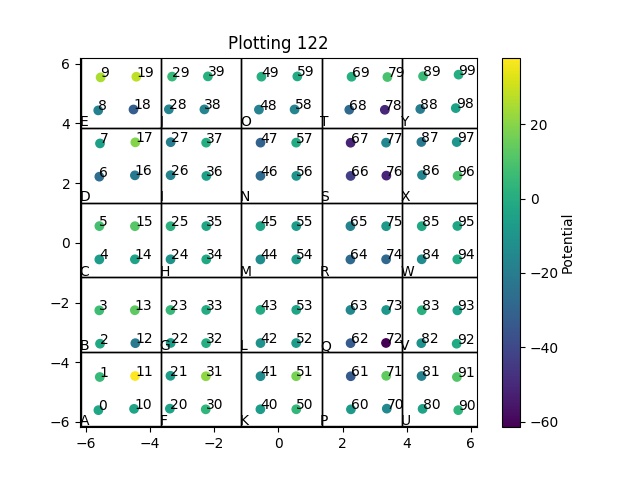 Plotting 122
6
9 19 29 39 49 59 69 79 89 99
8 18 28 38 48 58 68 78 88 98
E J O T Y
4
7 17 27 37 47 57 67 77 87 97
6 16 26 36 46 56 66 76 86 96
2
D I N S X
5 15 25 35 45 55 65 75 85 95
0
4 14 24 34 44 54 64 74 84 94
C H M R W
−2
3 13 23 33 43 53 63 73 83 93
2 12 22 32 42 52 62 72 82 92
B G L Q V
−4
1 11 21 31 41 51 61 71 81 91
0 10 20 30 40 50 60 70 80 90
A F K P U
−6
−6 −4 −2 0 2 4 6
20
0
−20
−40
−60
Potential